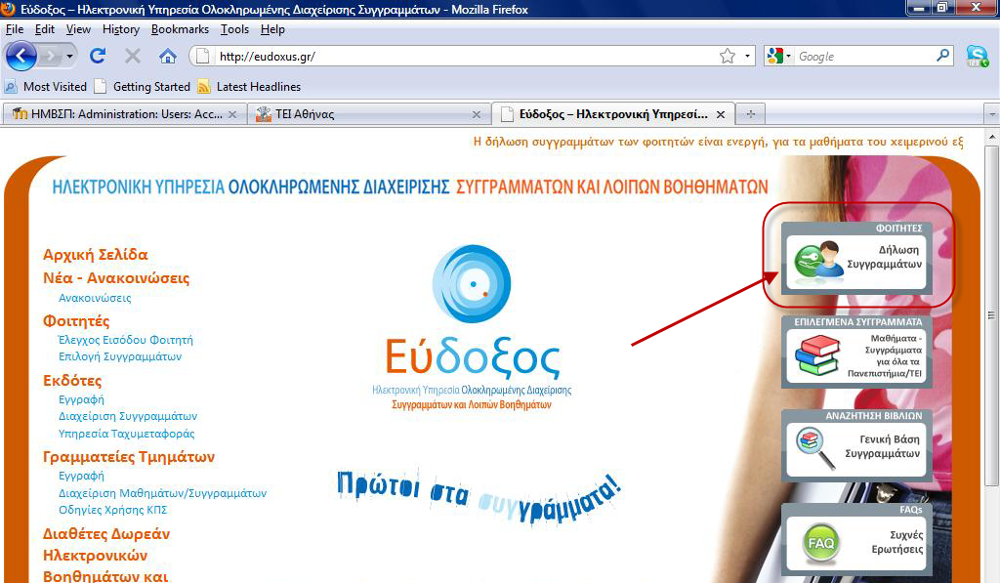 Εύδοξος – Ηλεκτρονική Υπηρεσία Ολοκληρωμένης Διαχείρισης Συγγραμμάτων - Mozilla Firefox
File Edit View History Bookmarks Tools Help
http://eudoxus.gr/
Google
Most Visited Getting Started Latest Headlines
ΗΜΒΣΠ: Administration: Users: Acc...
ΤΕΙ Αθήνας
Εύδοξος – Ηλεκτρονική Υπηρεσί...
Η δήλωση συγγραμμάτων των φοιτητών είναι ενεργή, για τα μαθήματα του χειμερινού εξ
ΗΛΕΚΤΡΟΝΙΚΗ ΥΠΗΡΕΣΙΑ ΟΛΟΚΛΗΡΩΜΕΝΗΣ ΔΙΑΧΕΙΡΙΣΗΣ ΣΥΓΓΡΑΜΜΑΤΩΝ ΚΑΙ ΛΟΙΠΩΝ ΒΟΗΘΗΜΑΤΩΝ
Αρχική Σελίδα
Νέα - Ανακοινώσεις
Ανακοινώσεις
Φοιτητές
Έλεγχος Εισόδου Φοιτητή
Επιλογή Συγγραμμάτων
Εκδότες
Εγγραφή
Διαχείριση Συγγραμμάτων
Υπηρεσία Ταχυμεταφοράς
Γραμματείες Τμημάτων
Εγγραφή
Διαχείριση Μαθημάτων/Συγγραμμάτων
Οδηγίες Χρήσης ΚΠΣ
Διαθέτες Δωρεάν
Ηλεκτρονικών
Βοηθημάτων και
Εύδοξος
Ηλεκτρονική Υπηρεσία Ολοκληρωμένης Διαχείρισης
Συγγραμμάτων και Λοιπών Βοηθημάτων
Πρώτοι στα συγγράμματα!
ΦΟΙΤΗΤΕΣ
Δήλωση
Συγγραμμάτων
ΕΠΙΛΕΓΜΕΝΑ ΣΥΓΓΡΑΜΜΑΤΑ
Μαθήματα -
Συγγράμματα
για όλα τα
Πανεπιστήμια/ΤΕΙ
ΑΝΑΖΗΤΗΣΗ ΒΙΒΛΙΩΝ
Γενική Βάση
Συγγραμμάτων
FAQs
FAQ
Συχνές
Ερωτήσεις